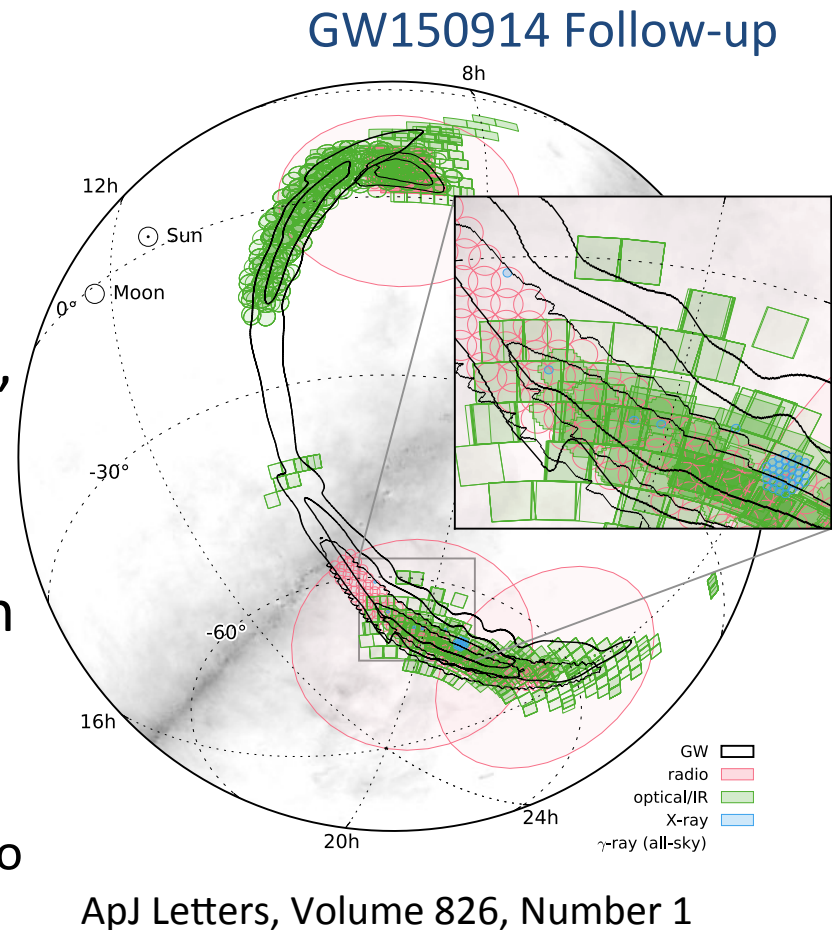 GW150914 Follow-up
8h
12h
Sun
Moon
0°
,
-30°
n
-60°
16h
GW
radio
optical/IR
X-ray
24h
20h
γ-ray (all-sky)
o
ApJ Letters, Volume 826, Number 1